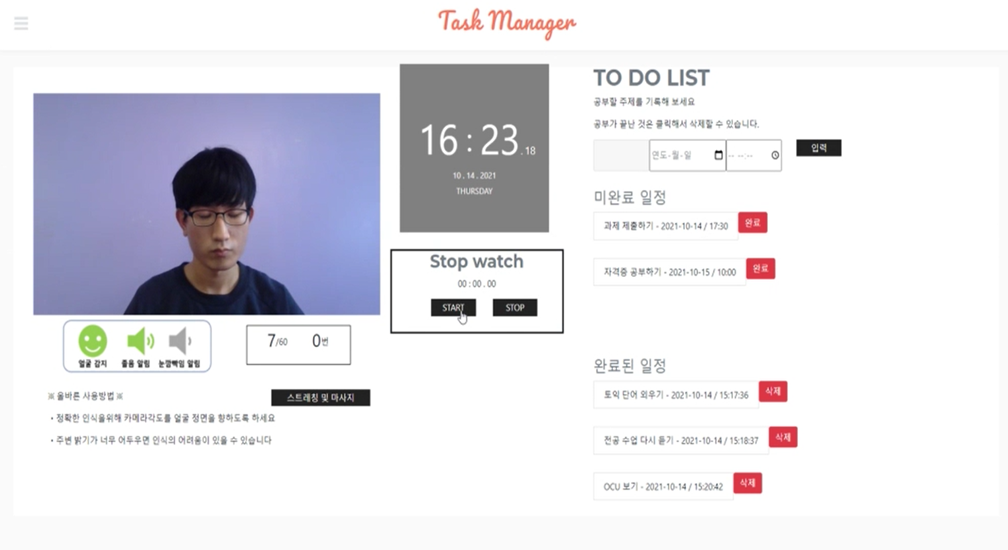 Task Manager
16 : 23 . 18
10 . 14 . 2021
THURSDAY
Stop watch
00 : 00 . 00
START STOP
얼굴 감지 졸음 알림 눈깜빡임 알림
7/60 0번
※올바른 사용방법※ 스트레칭 및 마사지
• 정확한 인식을위해 카메라각도를 얼굴 정면을 향하도록 하세요
• 주변 밝기가 너무 어두우면 인식의 어려움이 있을 수 있습니다
TO DO LIST
공부할 주제를 기록해 보세요
공부가 끝난 것은 클릭해서 삭제할 수 있습니다.
연도-월-일 -- --:-- 입력
미완료 일정
과제 제출하기 - 2021-10-14 / 17:30 완료
자격증 공부하기 - 2021-10-15 / 10:00 완료
완료된 일정
토익 단어 외우기 - 2021-10-14 / 15:17:36 삭제
전공 수업 다시 듣기 - 2021-10-14 / 15:18:37 삭제
OCU 보기 - 2021-10-14 / 15:20:42 삭제